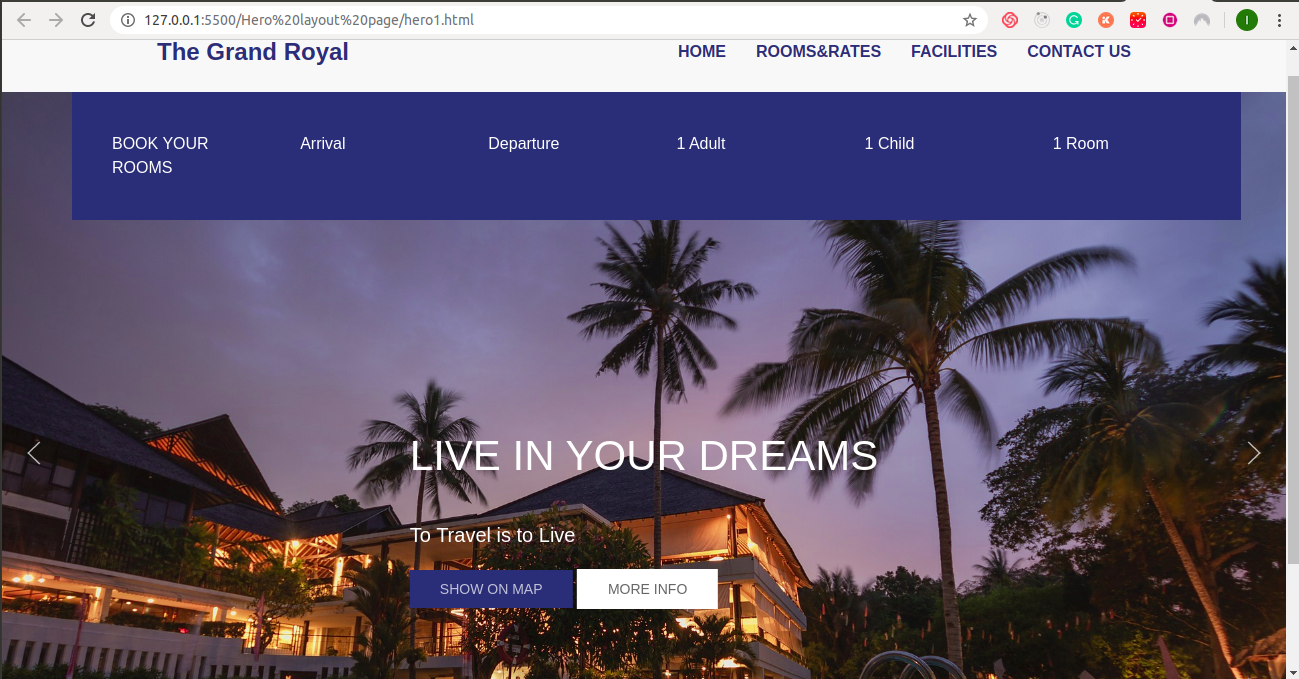 127.0.0.1:5500/Hero%20layout%20page/hero1.html
The Grand Royal
HOME ROOMS&RATES FACILITIES CONTACT US
BOOK YOUR ROOMS
Arrival
Departure
1 Adult
1 Child
1 Room
LIVE IN YOUR DREAMS
To Travel is to Live
SHOW ON MAP MORE INFO